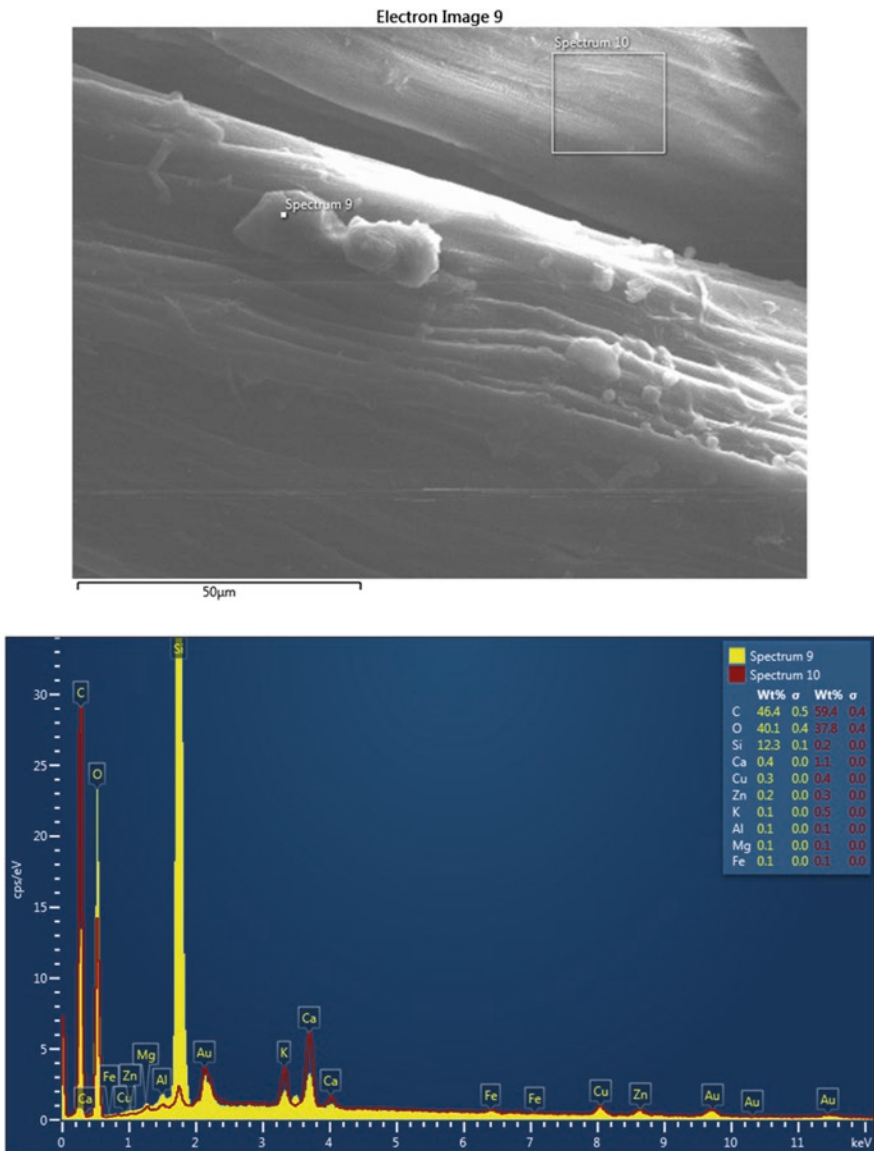 Electron Image 9
Spectrum 10
Spectrum 9
50µm
Si
C
O
Ca
Fe
Cu
Zn
Mg
Al
Au
K
Ca
Ca
Fe
Fe
Cu
Zn
Au
Au
Au
30
25
20
15
10
5
0
cps/eV
0 1 2 3 4 5 6 7 8 9 10 11 keV
Spectrum 9
Spectrum 10
Wt% σ Wt% σ
C 46.4 0.5 59.4 0.4
O 40.1 0.4 37.8 0.4
Si 12.3 0.1 0.2 0.0
Ca 0.4 0.0 1.1 0.0
Cu 0.3 0.0 0.4 0.0
Zn 0.2 0.0 0.3 0.0
K 0.1 0.0 0.5 0.0
Al 0.1 0.0 0.1 0.0
Mg 0.1 0.0 0.1 0.0
Fe 0.1 0.0 0.1 0.0